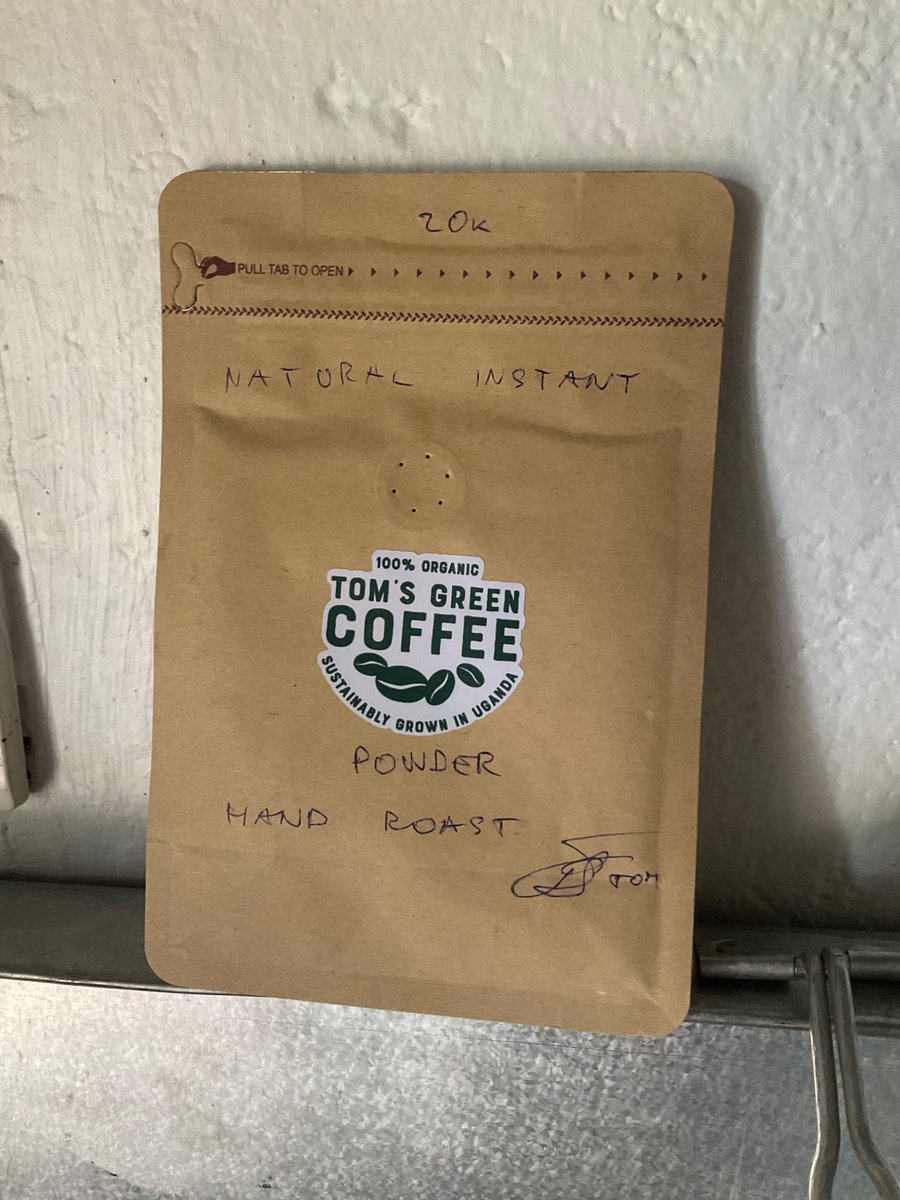 20K
PULL TAB TO OPEN
NATURAL INSTANT
100% ORGANIC
TOM'S GREEN
COFFEE
SUSTAINABLY GROWN IN UGANDA
POWDER
HAND ROAST
TOM